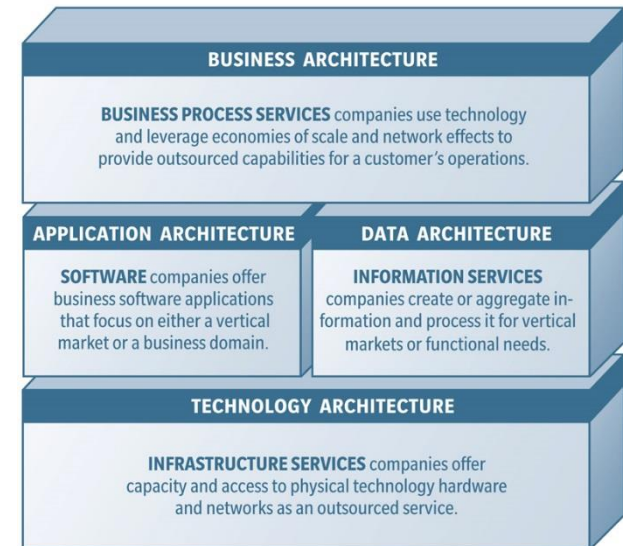 BUSINESS ARCHITECTURE
BUSINESS PROCESS SERVICES companies use technology
and leverage economies of scale and network effects to
provide outsourced capabilities for a customer's operations.
APPLICATION ARCHITECTURE
SOFTWARE companies offer
business software applications
that focus on either a vertical
market or a business domain.
DATA ARCHITECTURE
INFORMATION SERVICES
companies create or aggregate in-
formation and process it for vertical
markets or functional needs.
TECHNOLOGY ARCHITECTURE
INFRASTRUCTURE SERVICES companies offer
capacity and access to physical technology hardware
and networks as an outsourced service.